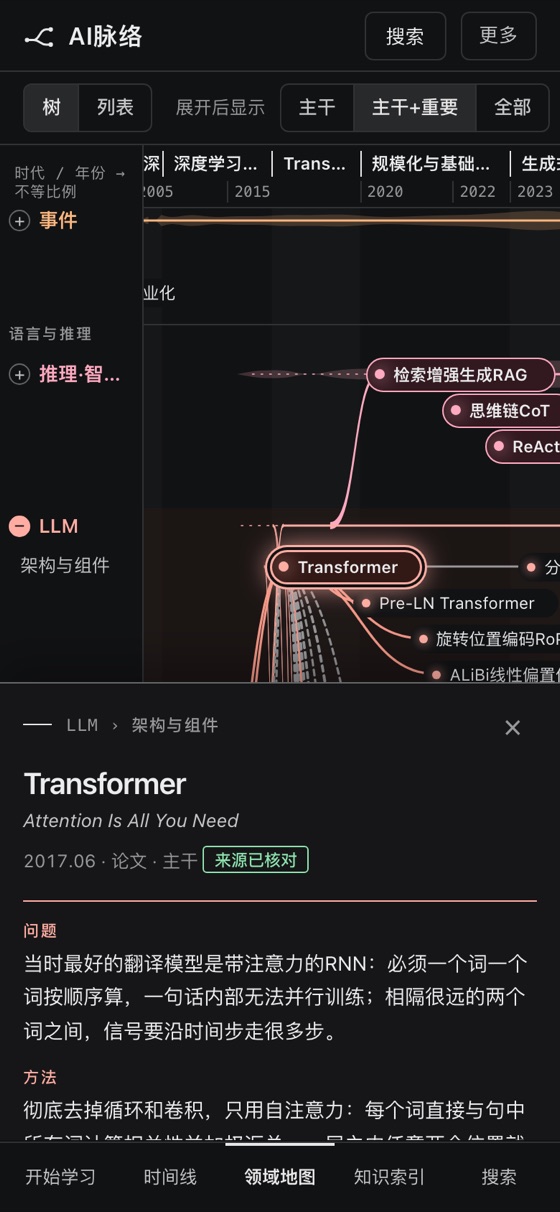 AI脉络
搜索
更多
树
列表
展开后显示
主干
主干+重要
全部
时代 / 年份 →
不等比例
深
深度学习...
Trans...
规模化与基础...
2005
2015
2020
2022
2023
事件
业化
语言与推理
推理·智...
检索增强生成RAG
思维链CoT
ReAct
LLM
架构与组件
Transformer
分
Pre-LN Transformer
旋转位置编码RoP
ALiBi线性偏置
LLM › 架构与组件
×
Transformer
Attention Is All You Need
2017.06 · 论文 · 主干
来源已核对
问题
当时最好的翻译模型是带注意力的RNN：必须一个词一个
词按顺序算，一句话内部无法并行训练；相隔很远的两个
词之间，信号要沿时间步走很多步。
方法
彻底去掉循环和卷积，只用自注意力：每个词直接与句中
开始学习
时间线
领域地图
知识索引
搜索